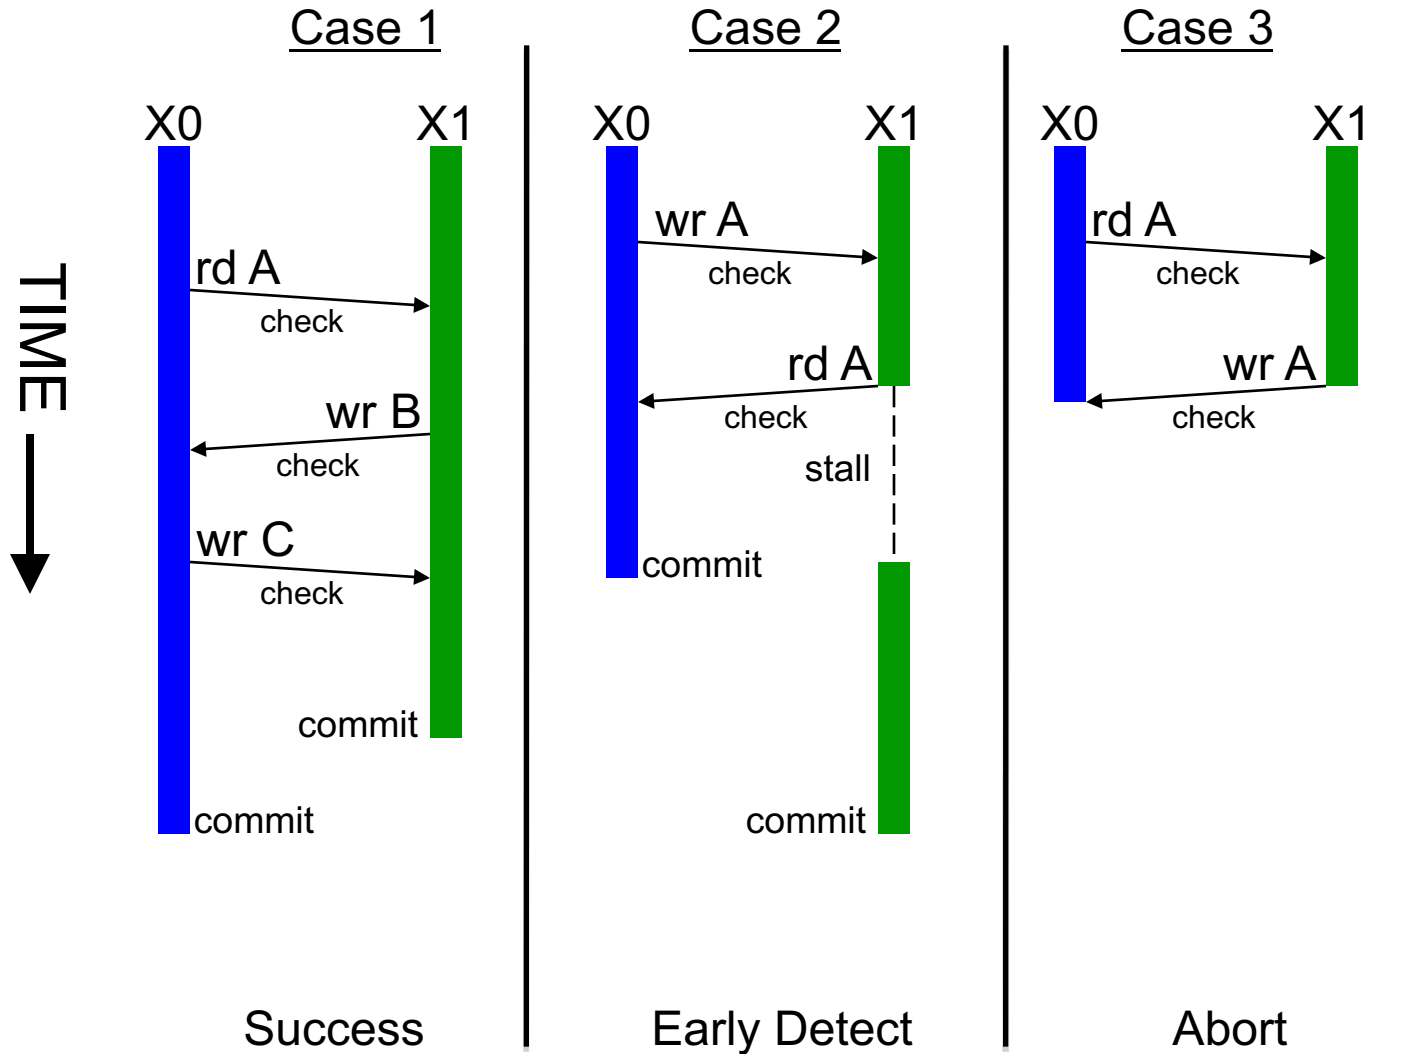 Case 1
Case 2
Case 3
X0
X1
X0
X1
X0
X1
TIME
rd A
check
wr B
check
wr C
check
commit
commit
wr A
check
rd A
check
stall
commit
commit
rd A
check
wr A
check
Success
Early Detect
Abort